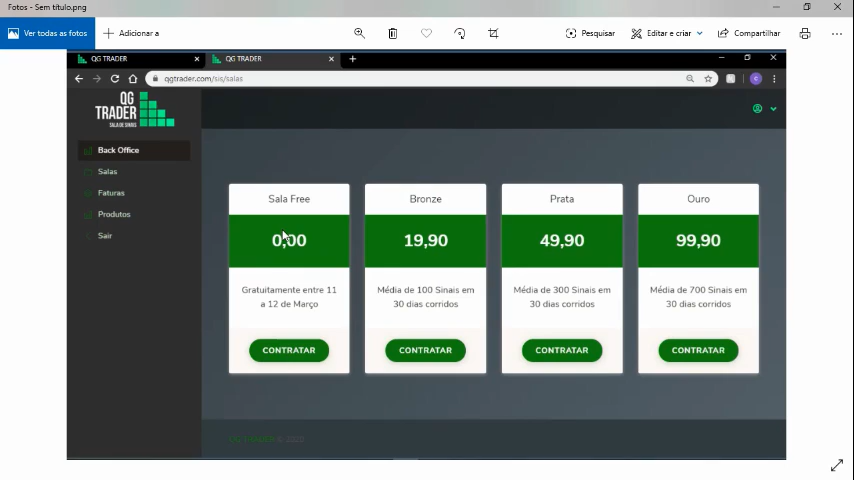 Fotos - Sem título.png
Ver todas as fotos
Adicionar a
Pesquisar
Editar e criar
Compartilhar
QG TRADER
QG TRADER
qgtrader.com/sis/salas
QG
TRADER
SALA DE SINAIS
Back Office
Salas
Faturas
Produtos
Sair
Sala Free
0,00
Gratuitamente entre 11
a 12 de Março
CONTRATAR
Bronze
19,90
Média de 100 Sinais em
30 dias corridos
CONTRATAR
Prata
49,90
Média de 300 Sinais em
30 dias corridos
CONTRATAR
Ouro
99,90
Média de 700 Sinais em
30 dias corridos
CONTRATAR
QG TRADER © 2020